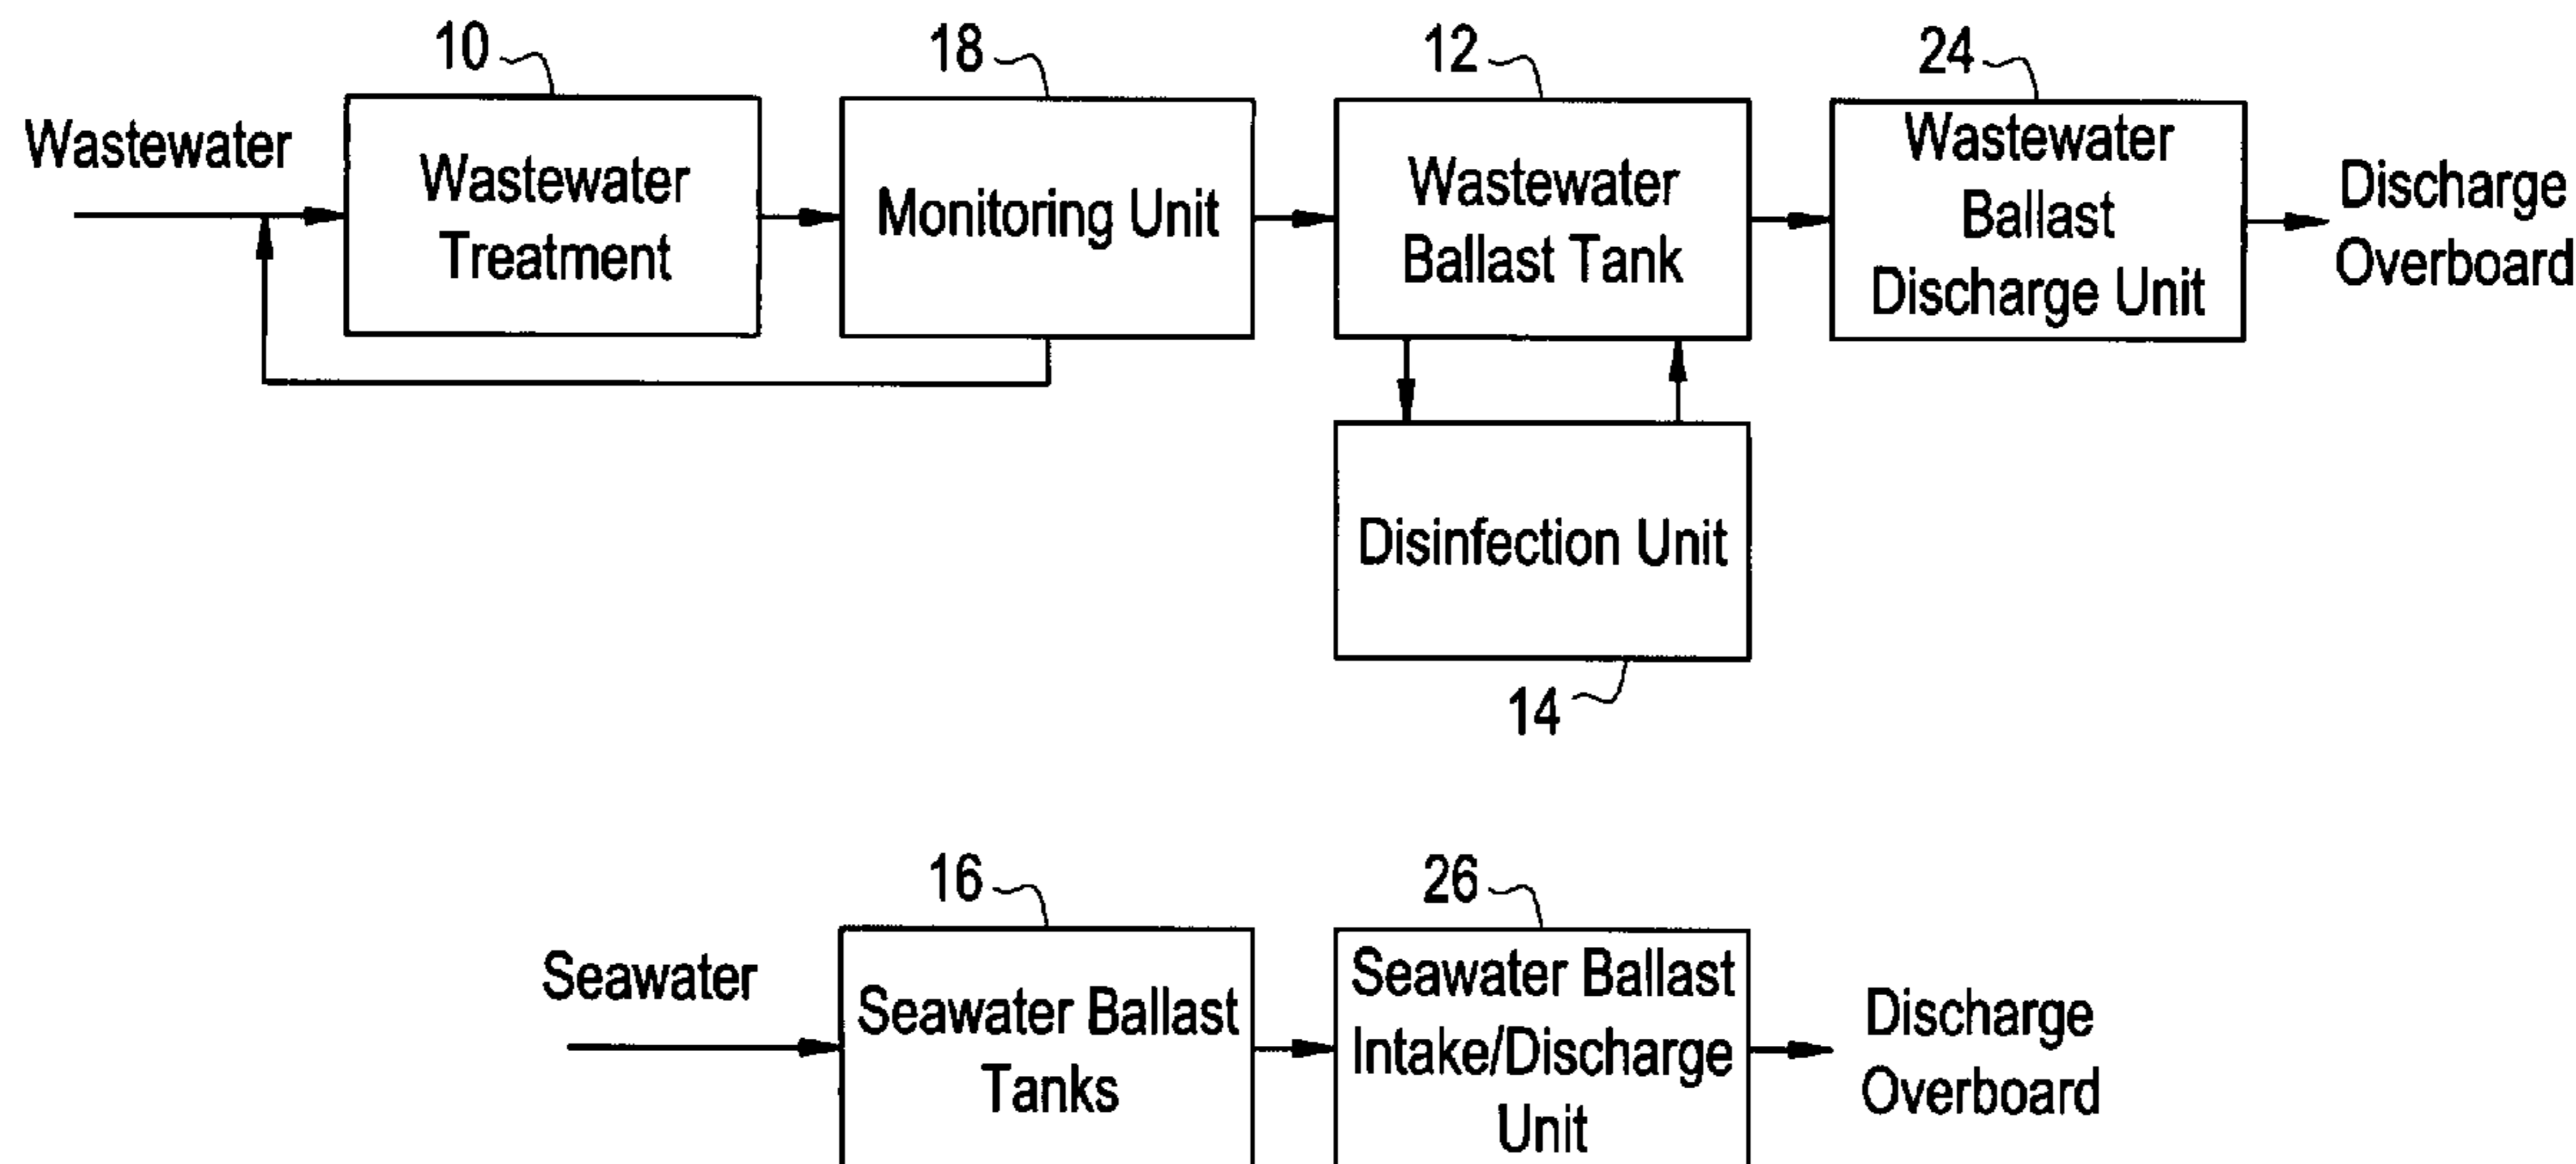 10
18
12
24
Wastewater
Wastewater
Treatment
Monitoring Unit
Wastewater
Ballast Tank
Wastewater
Ballast
Discharge Unit
Discharge
Overboard
Disinfection Unit
14
16
26
Seawater
Seawater Ballast
Tanks
Seawater Ballast
Intake/Discharge
Unit
Discharge
Overboard